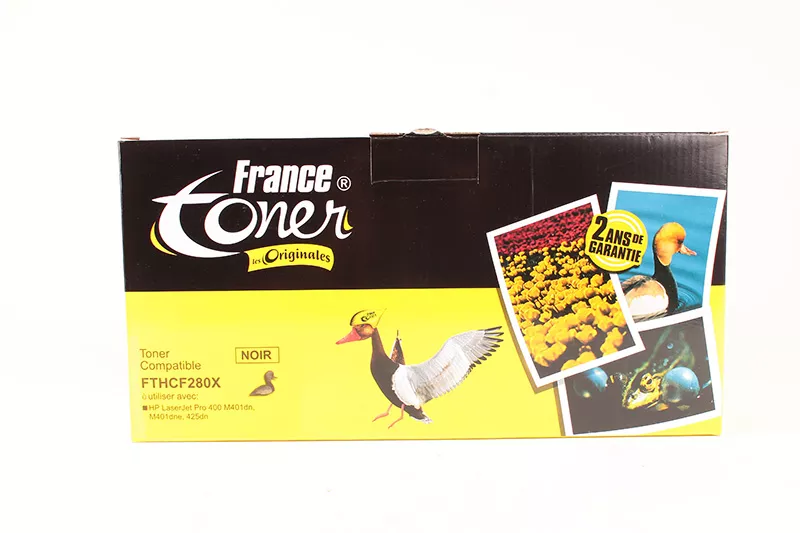 France
toner ®
les Originales
2 ANS DE
GARANTIE
Toner
Compatible
NOIR
FTHCF280X
à utiliser avec:
HP LaserJet Pro 400 M401dn,
M401dne, 425dn